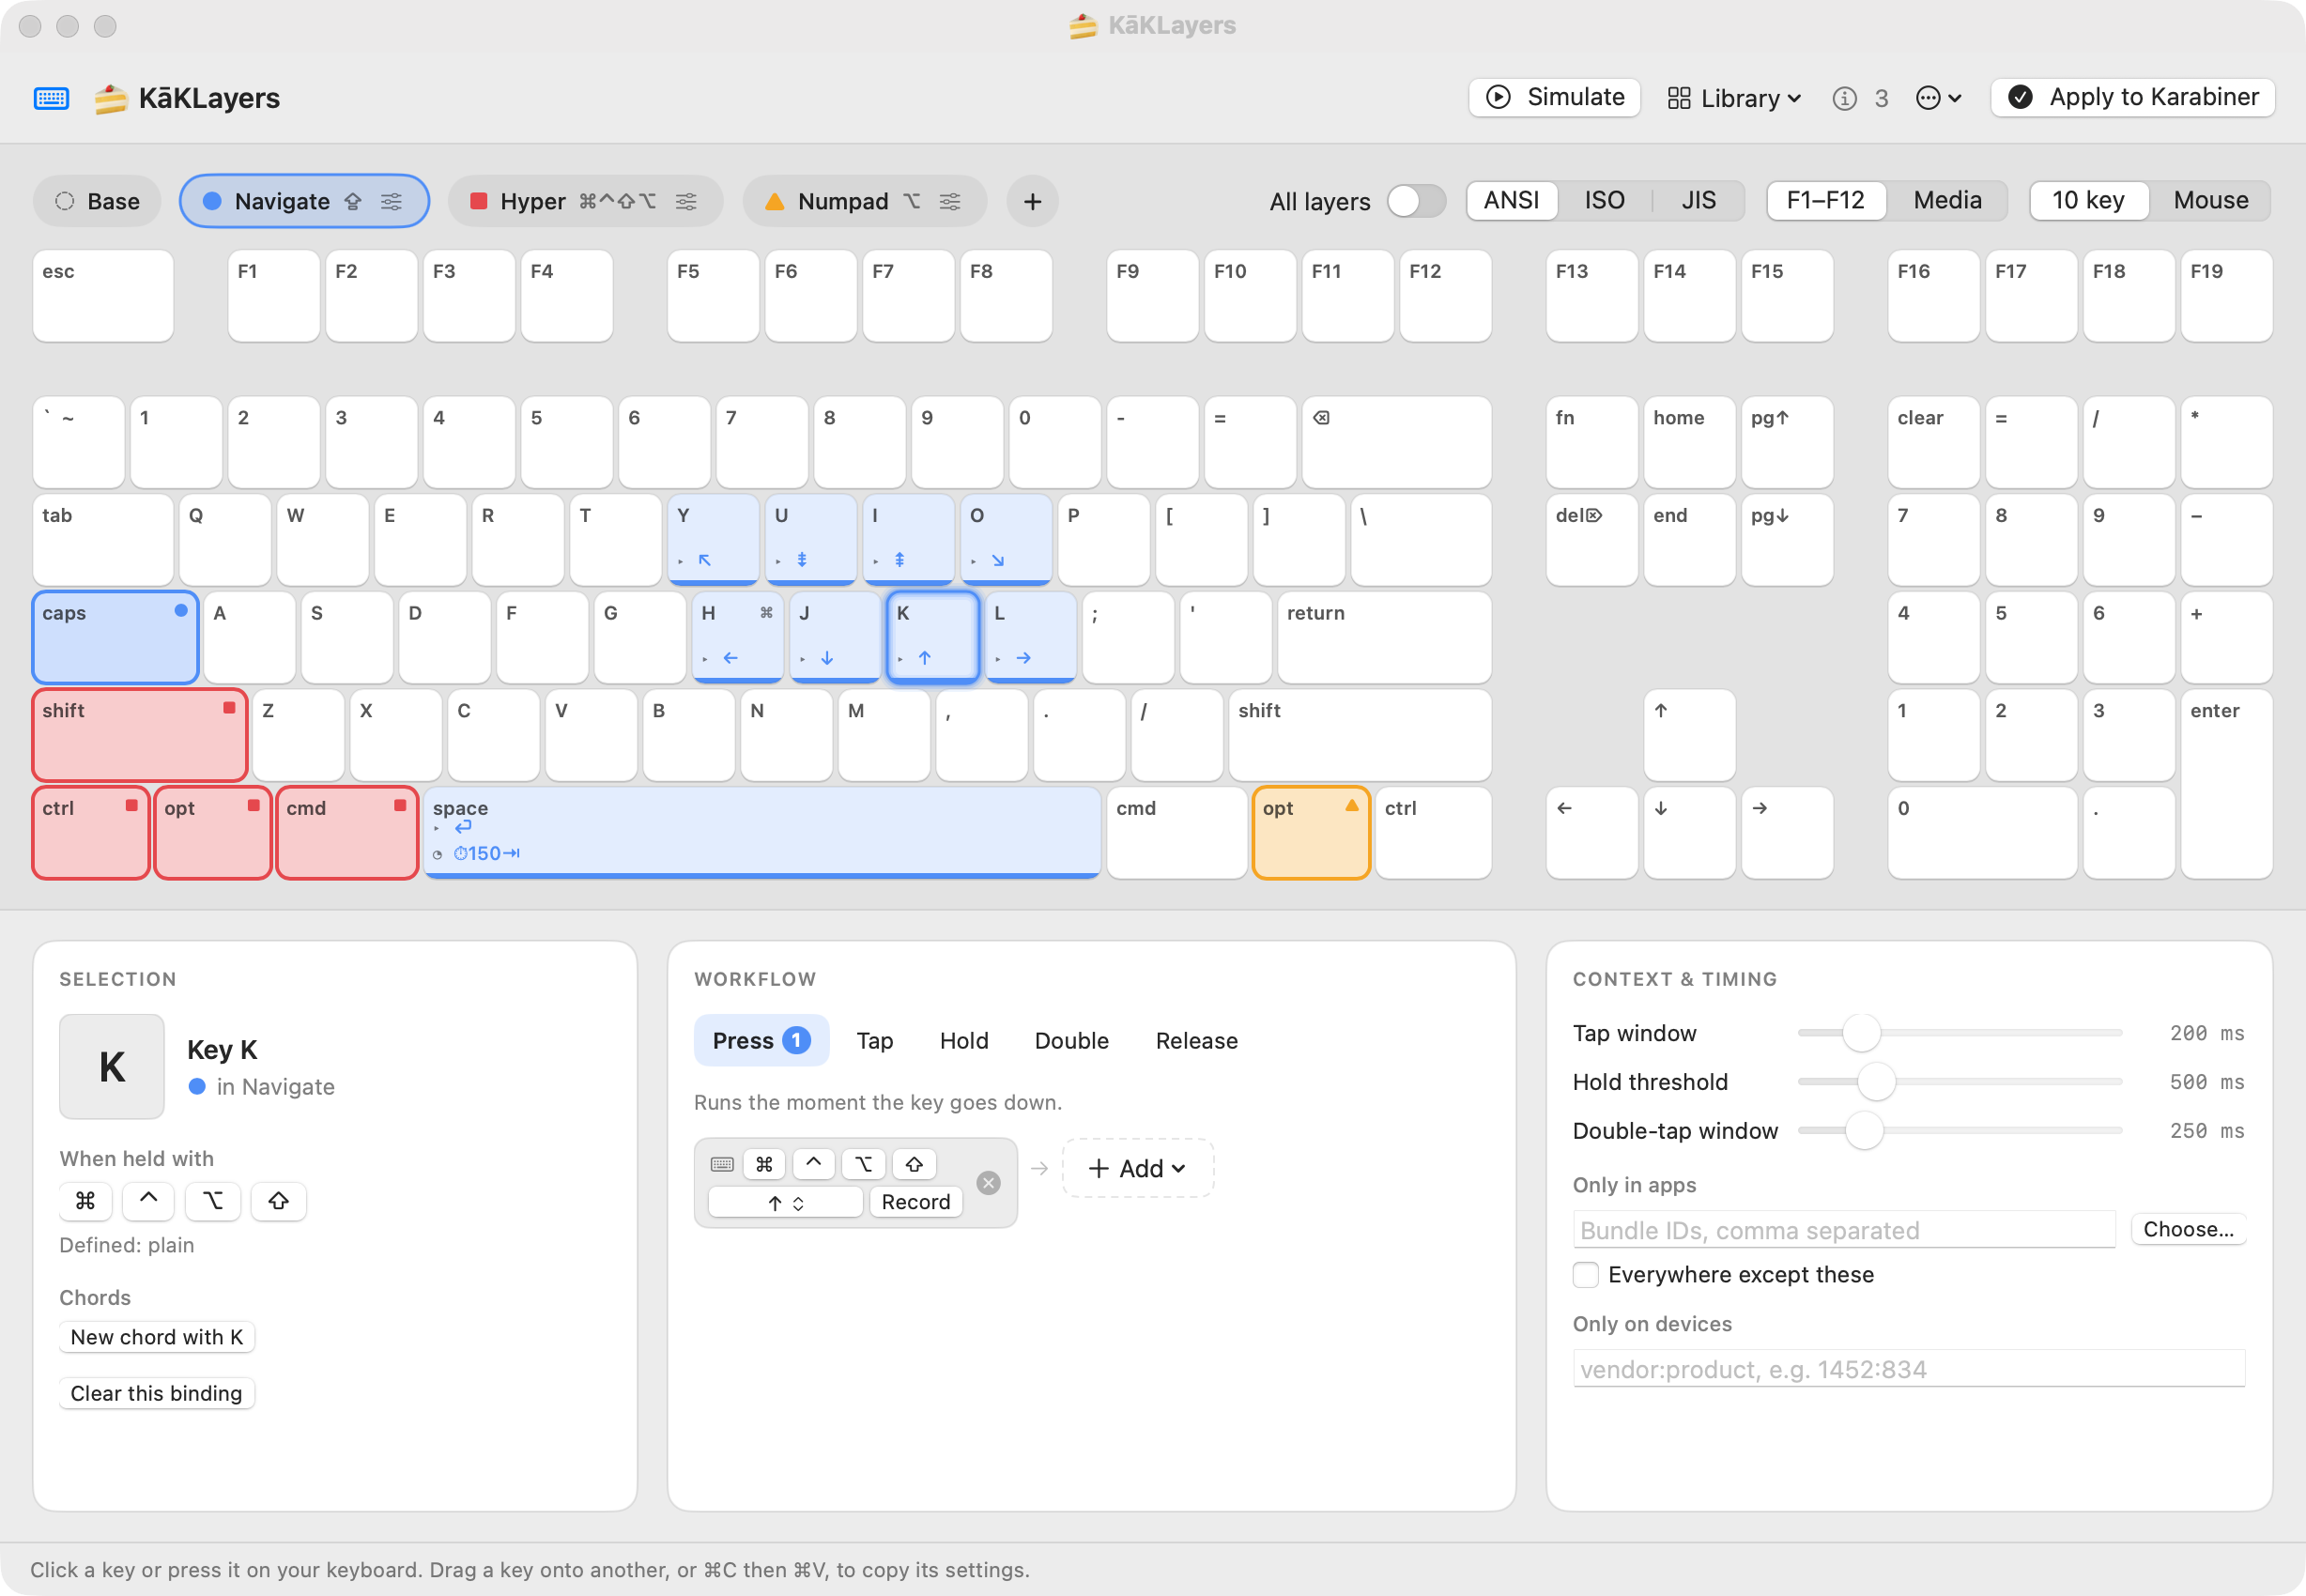 🍰 KāKLayers
🍰 KāKLayers Simulate Library 3 Apply to Karabiner
Base Navigate ⇪ Hyper ⌘⌃⇧⌥ Numpad ⌥ + All layers ANSI ISO JIS F1–F12 Media 10 key Mouse
esc F1 F2 F3 F4 F5 F6 F7 F8 F9 F10 F11 F12 F13 F14 F15 F16 F17 F18 F19
` ~ 1 2 3 4 5 6 7 8 9 0 - = ⌫ fn home pg↑ clear = / *
tab Q W E R T Y U I O P [ ] \ del⌦ end pg↓ 7 8 9 −
▸ ↖ ▸ ⇟ ▸ ⇞ ▸ ↘
caps A S D F G H ⌘ J K L ; ' return 4 5 6 +
▸ ← ▸ ↓ ▸ ↑ ▸ →
shift Z X C V B N M , . / shift ↑ 1 2 3 enter
ctrl opt cmd space cmd opt ctrl ← ↓ → 0 .
▸ ↩
⏱150⇥
SELECTION
K
Key K
in Navigate
When held with
⌘ ⌃ ⌥ ⇧
Defined: plain
Chords
New chord with K
Clear this binding
WORKFLOW
Press 1 Tap Hold Double Release
Runs the moment the key goes down.
⌘ ⌃ ⌥ ⇧
↑ Record
→ + Add
CONTEXT & TIMING
Tap window 200 ms
Hold threshold 500 ms
Double-tap window 250 ms
Only in apps
Bundle IDs, comma separated Choose...
Everywhere except these
Only on devices
vendor:product, e.g. 1452:834
Click a key or press it on your keyboard. Drag a key onto another, or ⌘C then ⌘V, to copy its settings.